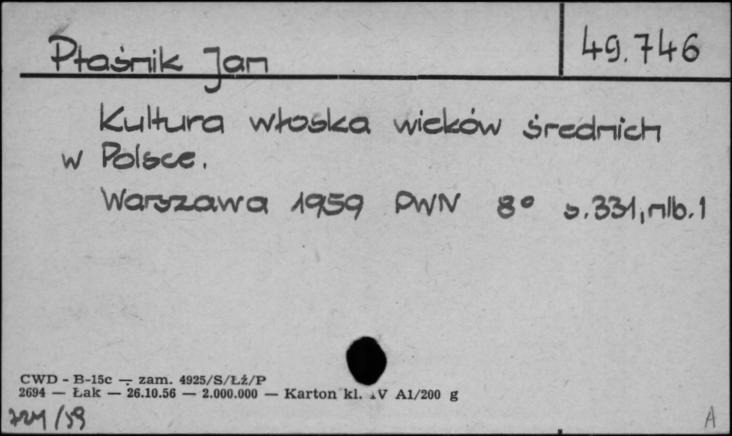 Ptaśnik Jan
49.746
Kultura włoska wieków średnich
w Polsce.
Warszawa 1959 PWN 8° s.331, nlb.1
CWD - B-15c — zam. 4925/S/Łż/P
2694 — Łak — 26.10.56 — 2.000.000 — Karton kl. IV A1/200 g
A